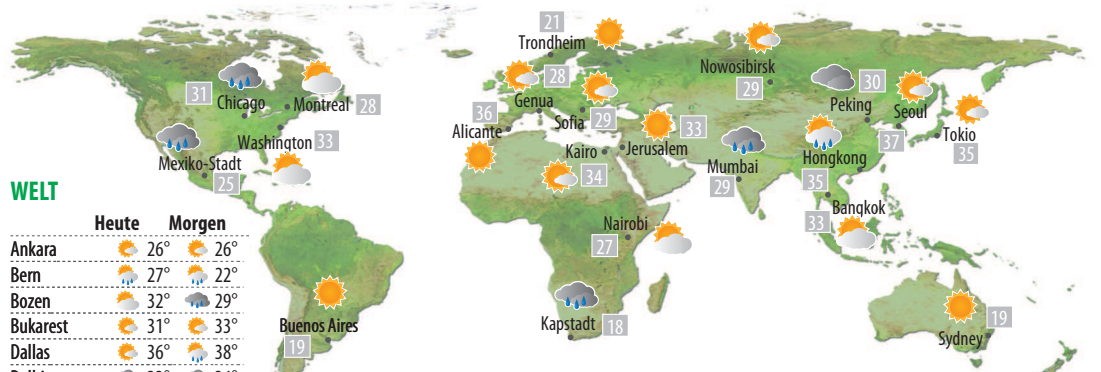 21
Trondheim
Nowosibirsk
29
30
Peking
Seoul
37
Tokio
35
31
Chicago
Montreal 28
Washington 33
Mexiko-Stadt
25
28
Genua
36
Alicante
Sofia 29
33
Jerusalem
Kairo
34
Mumbai
29
Hongkong
35
33
Bangkok
Nairobi
27
Kapstadt 18
Buenos Aires
19
19
Sydney
WELT
Heute Morgen
Ankara 26° 26°
Bern 27° 22°
Bozen 32° 29°
Bukarest 31° 33°
Dallas 36° 38°